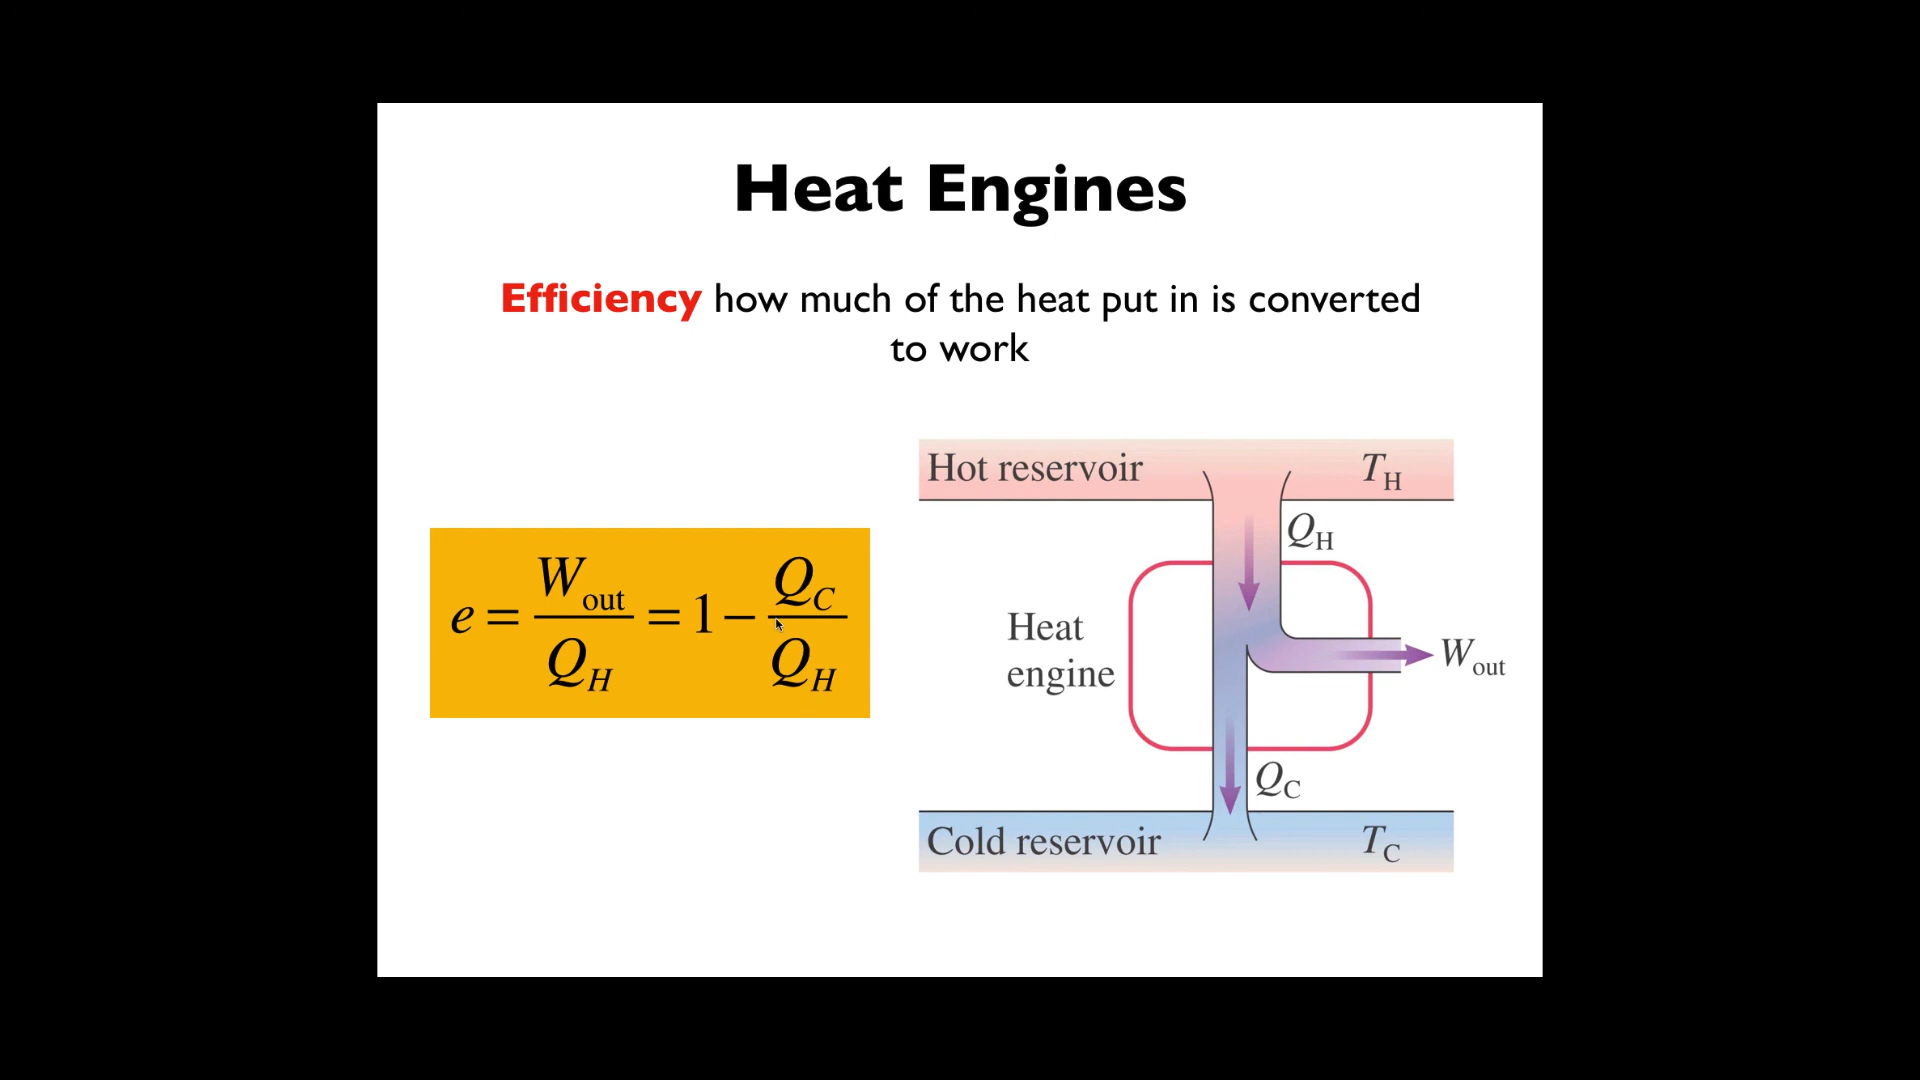 Heat Engines
Efficiency how much of the heat put in is converted
to work
e = W_out / Q_H = 1 − Q_C / Q_H
Hot reservoir T_H
Q_H
Heat
engine
W_out
Q_C
Cold reservoir T_C